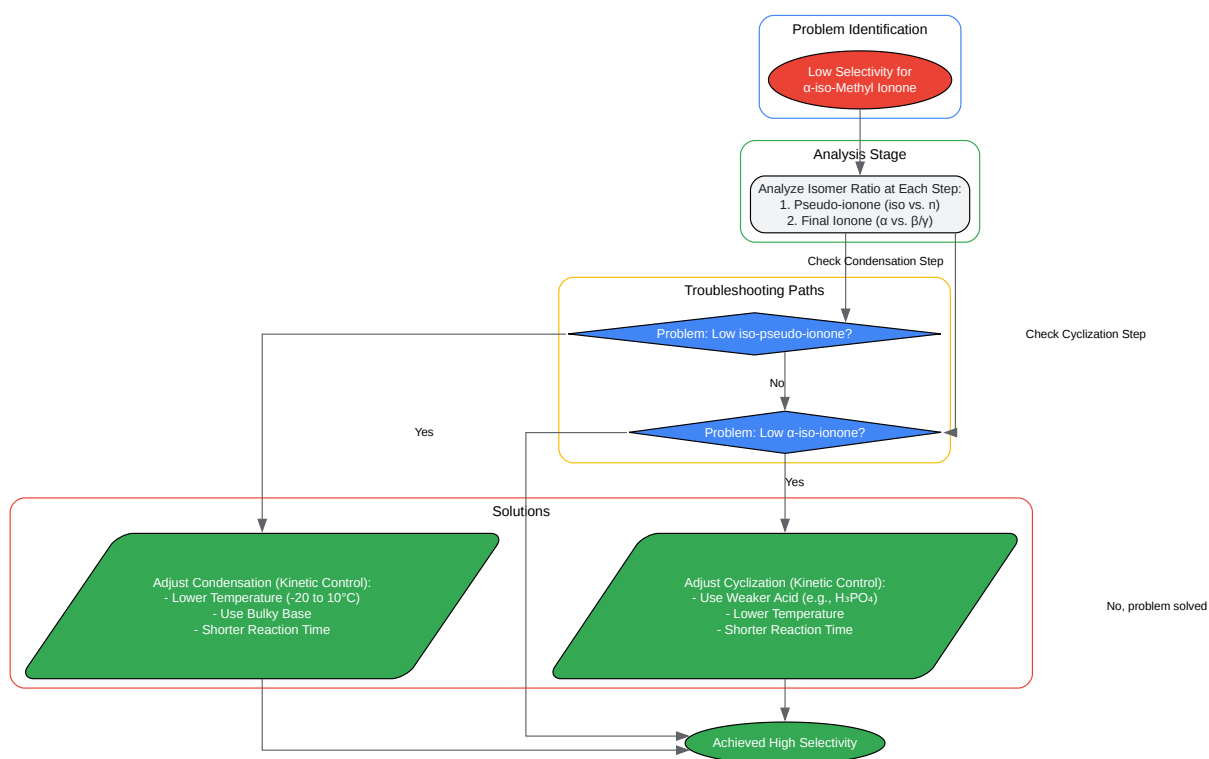 Problem Identification
Low Selectivity for
α-iso-Methyl Ionone
Analysis Stage
Analyze Isomer Ratio at Each Step:
1. Pseudo-ionone (iso vs. n)
2. Final Ionone (α vs. β/γ)
Check Condensation Step
Troubleshooting Paths
Problem: Low iso-pseudo-ionone?
Check Cyclization Step
No
Problem: Low α-iso-ionone?
Yes
Yes
Solutions
Adjust Condensation (Kinetic Control):
- Lower Temperature (-20 to 10°C)
- Use Bulky Base
- Shorter Reaction Time
Adjust Cyclization (Kinetic Control):
- Use Weaker Acid (e.g., H₃PO₄)
- Lower Temperature
- Shorter Reaction Time
No, problem solved
Achieved High Selectivity